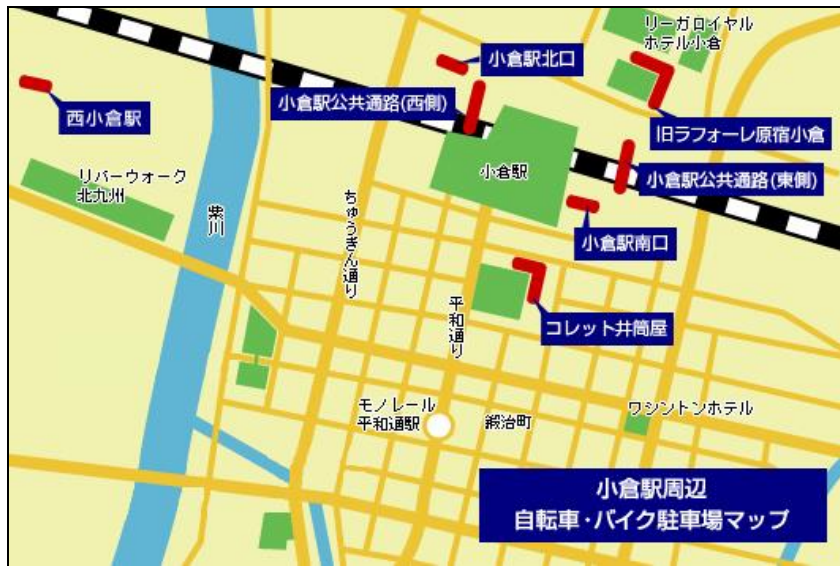 リーガロイヤル
ホテル小倉
小倉駅北口
小倉駅公共通路(西側)
西小倉駅
旧ラフォーレ原宿小倉
小倉駅
小倉駅公共通路(東側)
リバーウォーク
北九州
紫川
ちゅうぎん通り
小倉駅南口
平和通り
コレット井筒屋
モノレール
平和通駅
鍛治町
ワシントンホテル
小倉駅周辺
自転車・バイク駐車場マップ